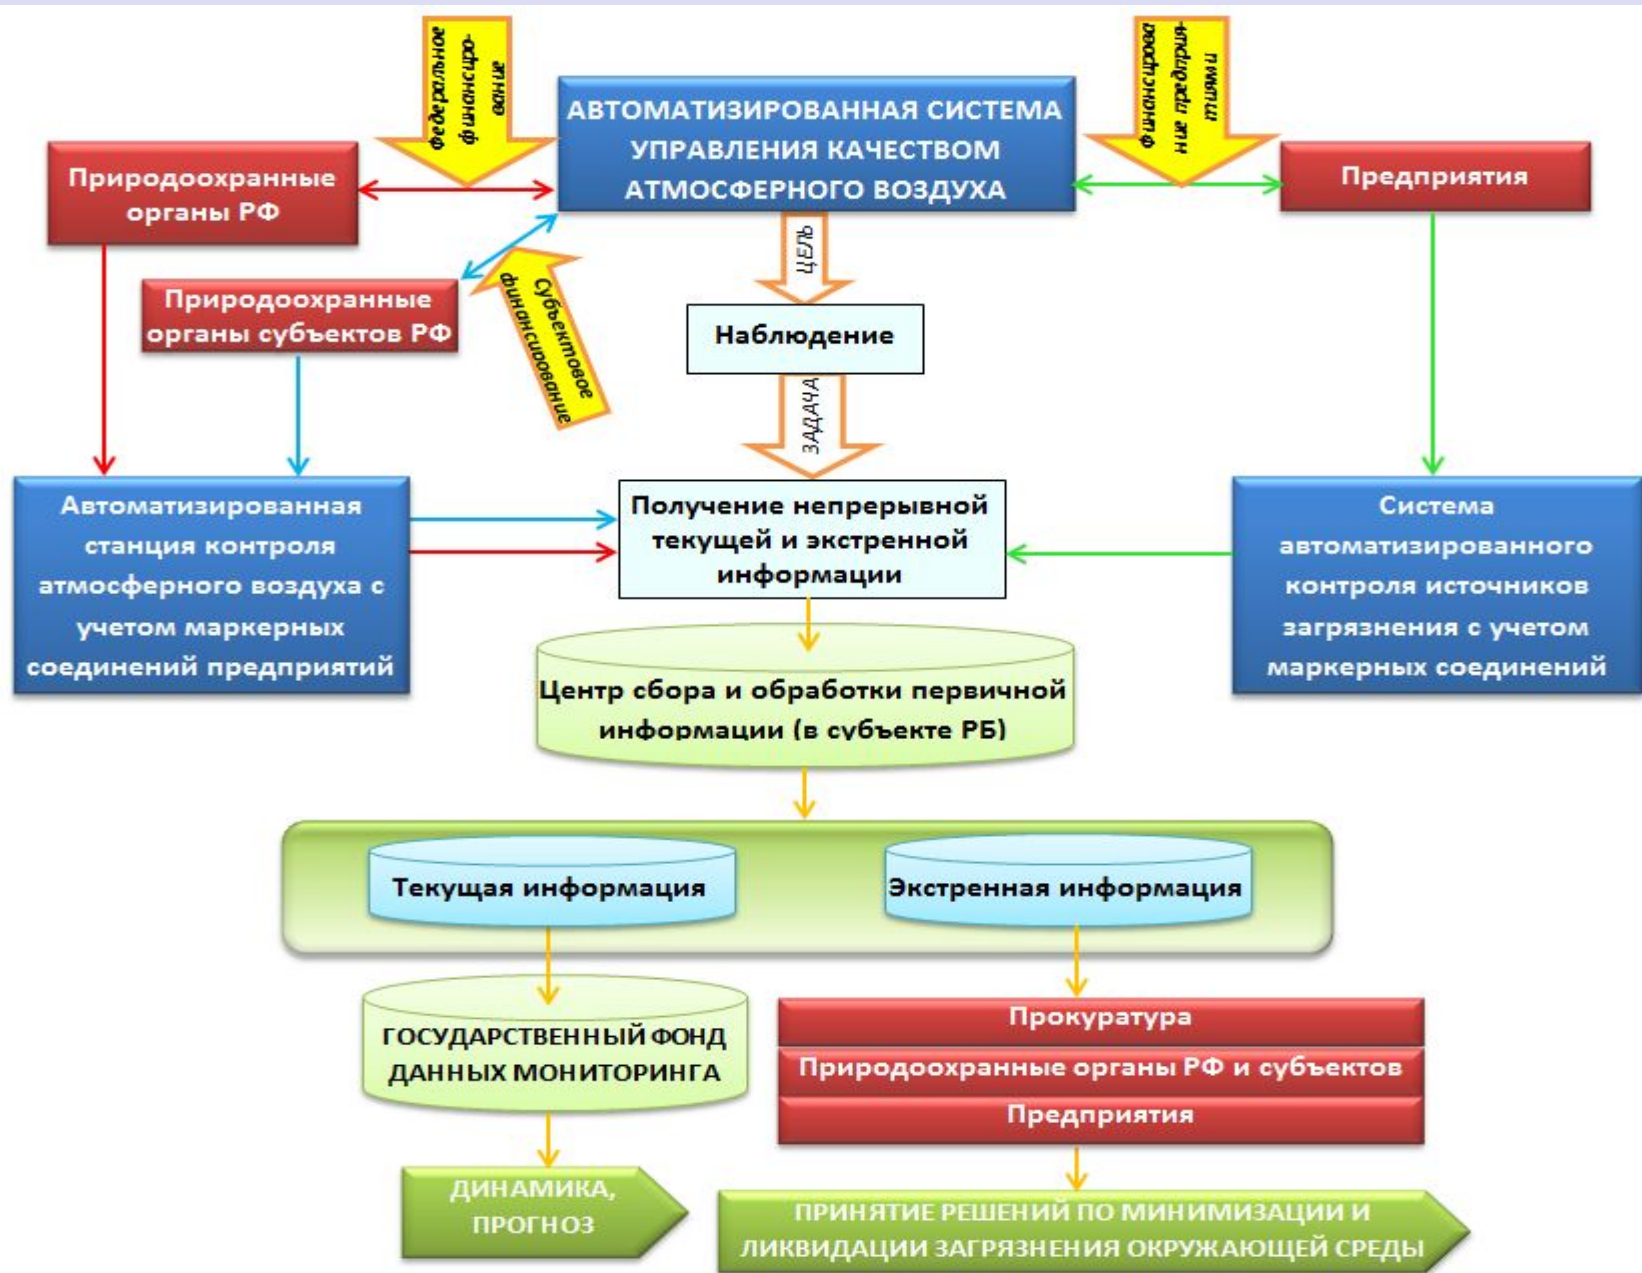 Федеральное
финансиро-
вание
финансирова
ние предприя-
тиями
АВТОМАТИЗИРОВАННАЯ СИСТЕМА
УПРАВЛЕНИЯ КАЧЕСТВОМ
АТМОСФЕРНОГО ВОЗДУХА
Природоохранные
органы РФ
Предприятия
ЦЕЛЬ
Природоохранные
органы субъектов РФ
Субъектовое
финансирование
Наблюдение
ЗАДАЧА
Автоматизированная
станция контроля
атмосферного воздуха с
учетом маркерных
соединений предприятий
Получение непрерывной
текущей и экстренной
информации
Система
автоматизированного
контроля источников
загрязнения с учетом
маркерных соединений
Центр сбора и обработки первичной
информации (в субъекте РБ)
Текущая информация
Экстренная информация
ГОСУДАРСТВЕННЫЙ ФОНД
ДАННЫХ МОНИТОРИНГА
Прокуратура
Природоохранные органы РФ и субъектов
Предприятия
ДИНАМИКА,
ПРОГНОЗ
ПРИНЯТИЕ РЕШЕНИЙ ПО МИНИМИЗАЦИИ И
ЛИКВИДАЦИИ ЗАГРЯЗНЕНИЯ ОКРУЖАЮЩЕЙ СРЕДЫ